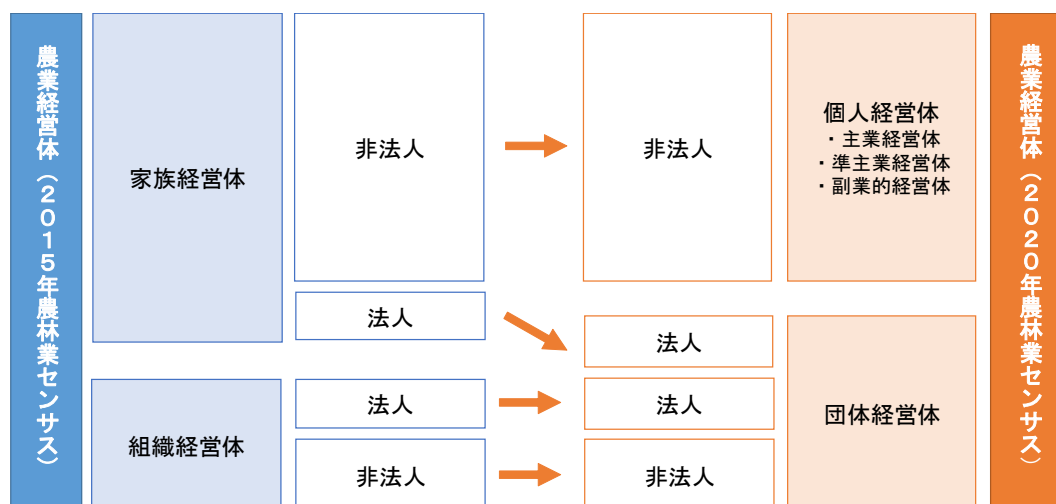 農業経営体（２０１５年農林業センサス）
家族経営体
非法人
法人
組織経営体
法人
非法人
非法人
法人
法人
非法人
個人経営体
・主業経営体
・準主業経営体
・副業的経営体
団体経営体
農業経営体（２０２０年農林業センサス）